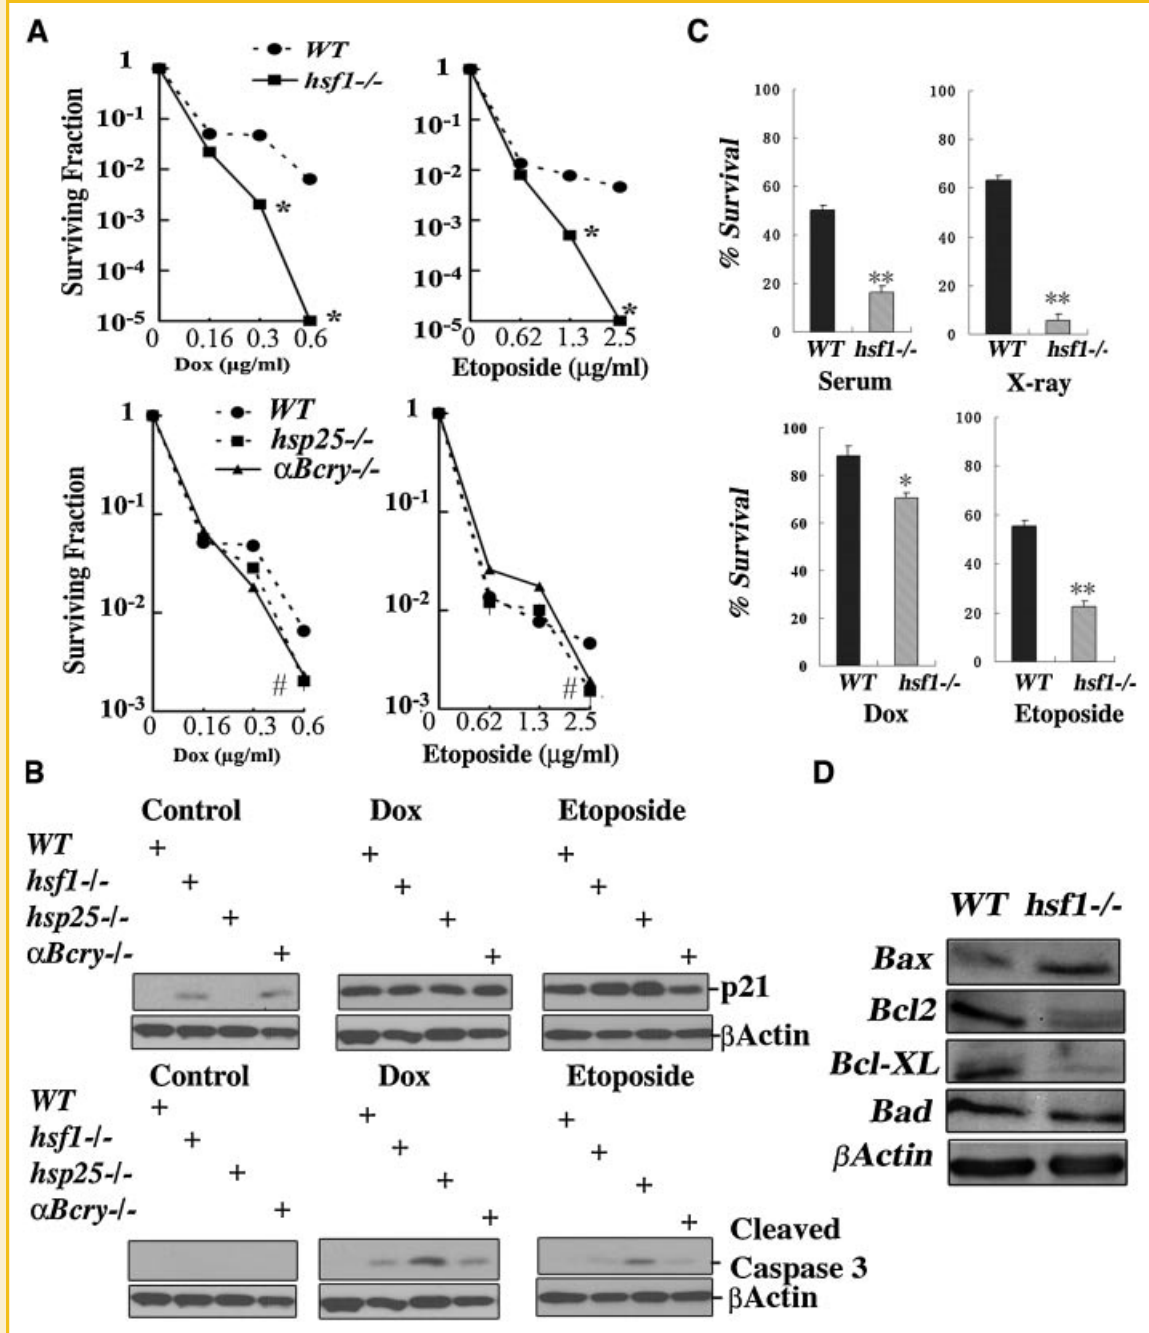 A
WT
hsf1-/-
Surviving Fraction
1
10-1
10-2
10-3
10-4
10-5
*
*
0 0.16 0.3 0.6
Dox (μg/ml)
1
10-1
10-2
10-3
10-4
10-5
*
*
0 0.62 1.3 2.5
Etoposide (μg/ml)
WT
hsp25-/-
αBcry-/-
Surviving Fraction
1
10-1
10-2
10-3
#
0 0.16 0.3 0.6
Dox (μg/ml)
1
10-1
10-2
10-3
#
0 0.62 1.3 2.5
Etoposide (μg/ml)
C
% Survival
100
80
60
40
20
0
**
WT hsf1-/-
Serum
100
80
60
40
20
0
**
WT hsf1-/-
X-ray
% Survival
100
80
60
40
20
0
*
WT hsf1-/-
Dox
100
80
60
40
20
0
**
WT hsf1-/-
Etoposide
B
Control Dox Etoposide
WT + + +
hsf1-/- + + +
hsp25-/- + + +
αBcry-/- + + +
p21
βActin
Control Dox Etoposide
WT + + +
hsf1-/- + + +
hsp25-/- + + +
αBcry-/- + + +
Cleaved
Caspase 3
βActin
D
WT hsf1-/-
Bax
Bcl2
Bcl-XL
Bad
βActin